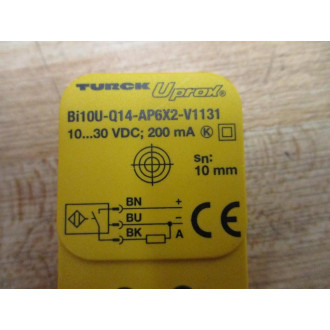 TURCK Uprox®
Bi10U-Q14-AP6X2-V1131
10...30 VDC; 200 mA K
sn:
10 mm
BN +
BU –
BK A
CE